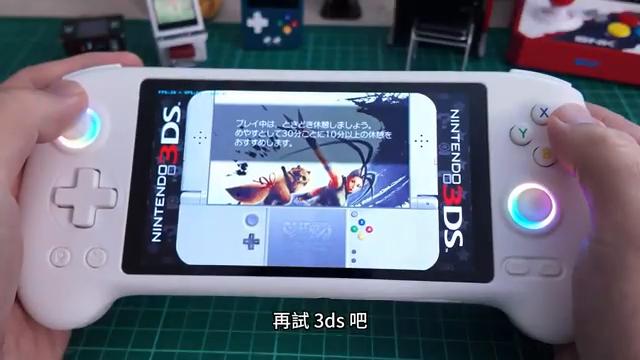 NINTENDO 3DS
プレイ中は、ときどき休憩しましょう。
めやすとして30分ごとに10分以上の休憩を
おすすめします。
NINTENDO 3DS
X
Y
B
SNK
再試 3ds 吧